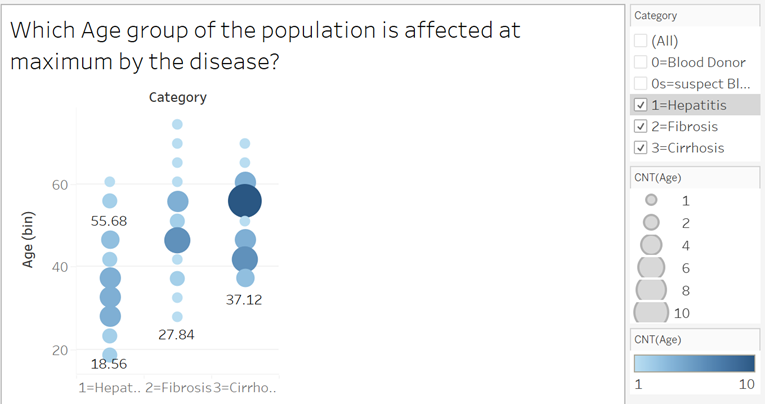 Which Age group of the population is affected at
maximum by the disease?
Category
Age (bin)
60
40
20
55.68
18.56
27.84
37.12
1=Hepat.. 2=Fibrosis 3=Cirrho..
Category
(All)
0=Blood Donor
0s=suspect Bl...
1=Hepatitis
2=Fibrosis
3=Cirrhosis
CNT(Age)
1
2
4
6
8
10
CNT(Age)
1 10